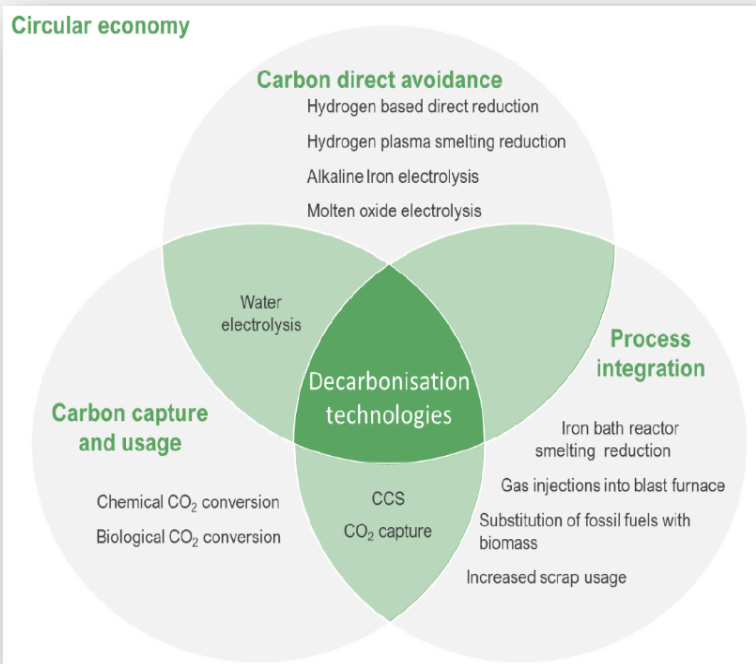 Circular economy
Carbon direct avoidance
Hydrogen based direct reduction
Hydrogen plasma smelting reduction
Alkaline Iron electrolysis
Molten oxide electrolysis
Water
electrolysis
Decarbonisation
technologies
Process
integration
Carbon capture
and usage
Iron bath reactor
smelting reduction
Gas injections into blast furnace
Substitution of fossil fuels with
biomass
Increased scrap usage
Chemical CO₂ conversion
Biological CO₂ conversion
CCS
CO₂ capture